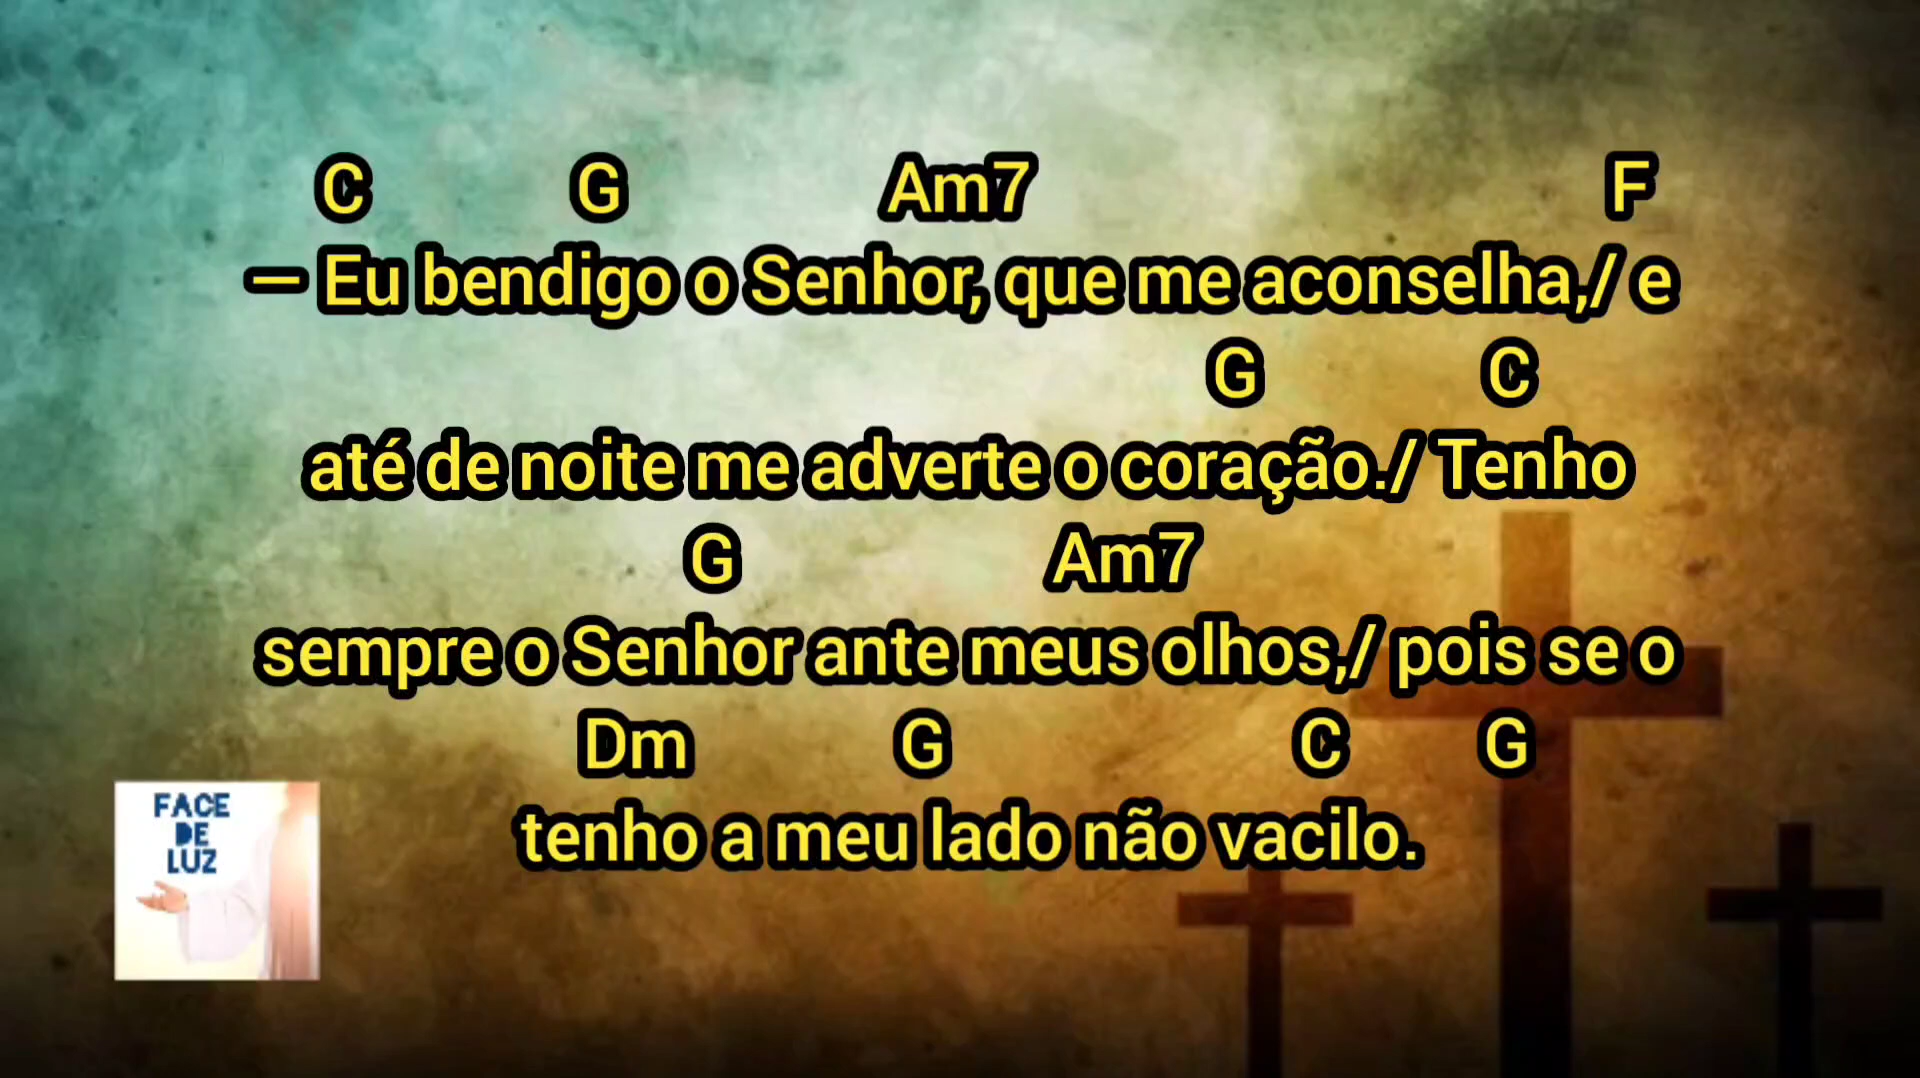 C G Am7 F
— Eu bendigo o Senhor, que me aconselha,/ e
G C
até de noite me adverte o coração./ Tenho
G Am7
sempre o Senhor ante meus olhos,/ pois se o
Dm G C G
tenho a meu lado não vacilo.
FACE
DE
LUZ